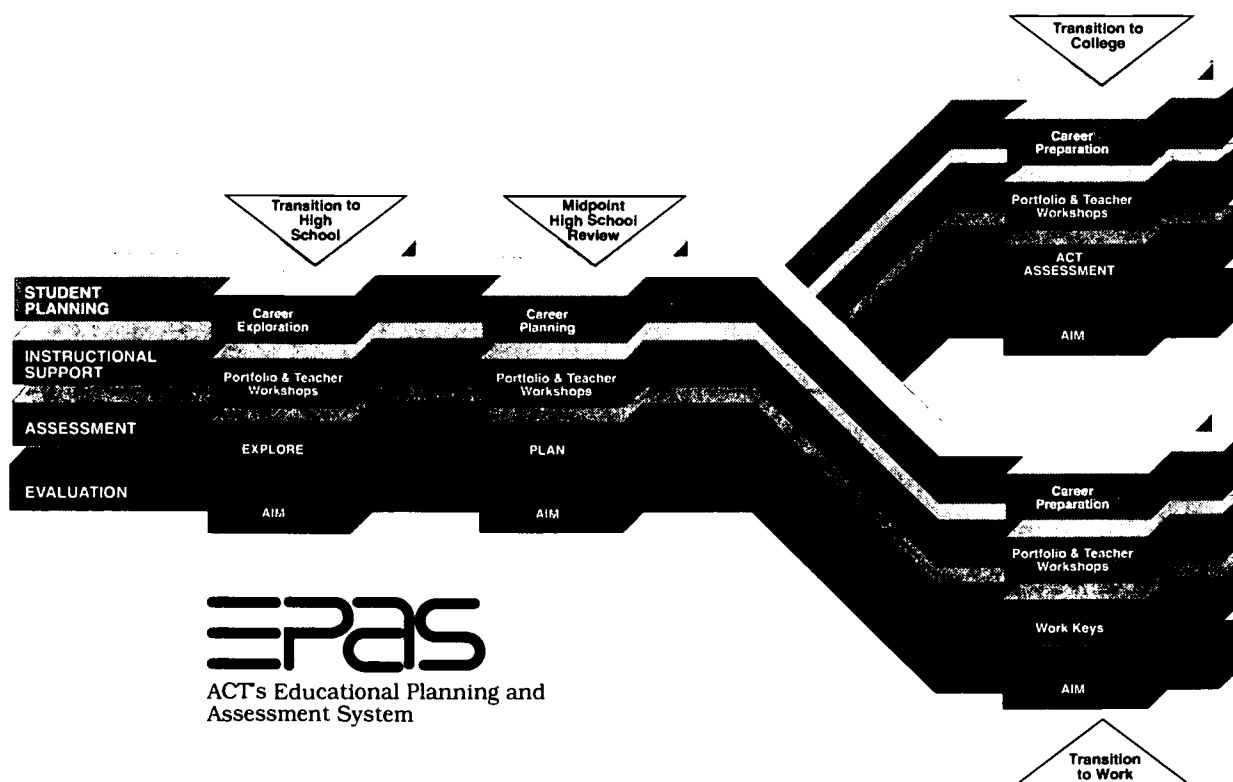 Transition to
College
Career
Preparation
Portfolio & Teacher
Workshops
ACT
ASSESSMENT
AIM
Transition to
High
School
Midpoint
High School
Review
STUDENT
PLANNING
Career
Exploration
Career
Planning
INSTRUCTIONAL
SUPPORT
Portfolio & Teacher
Workshops
Portfolio & Teacher
Workshops
ASSESSMENT
EXPLORE
PLAN
EVALUATION
AIM
AIM
Career
Preparation
Portfolio & Teacher
Workshops
Work Keys
AIM
Transition
to Work
EPAS
ACT's Educational Planning and
Assessment System